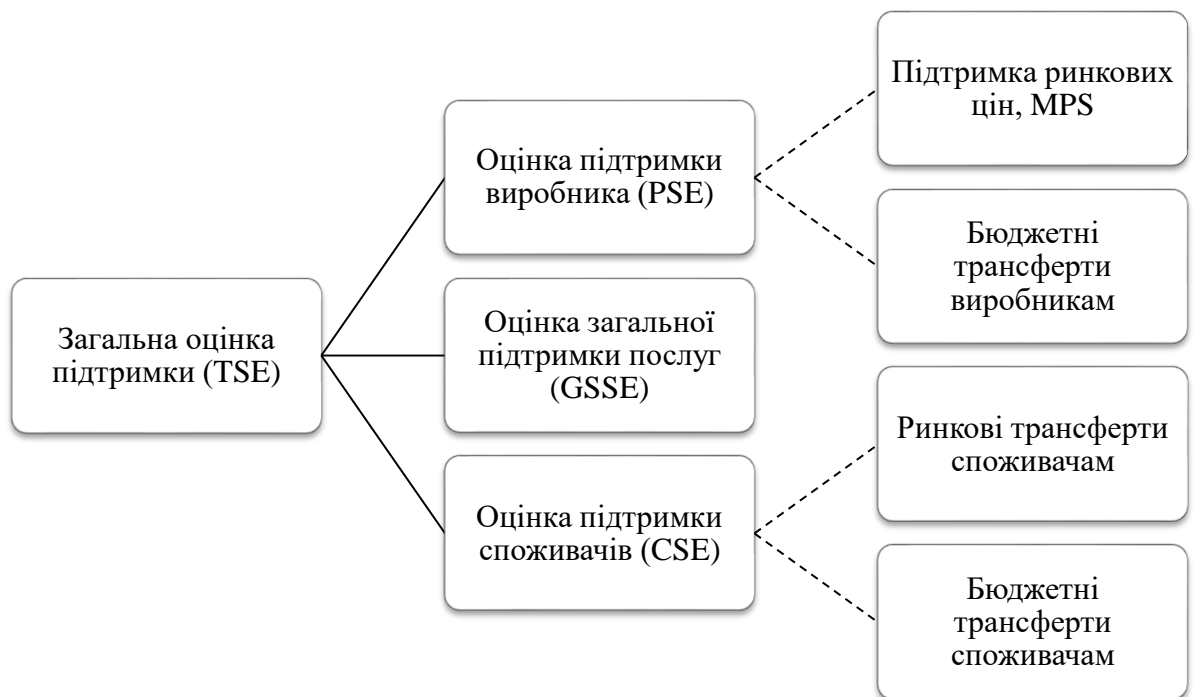 Загальна оцінка
підтримки (TSE)
Оцінка підтримки
виробника (PSE)
Підтримка ринкових
цін, MPS
Бюджетні
трансферти
виробникам
Оцінка загальної
підтримки послуг
(GSSE)
Оцінка підтримки
споживачів (CSE)
Ринкові трансферти
споживачам
Бюджетні
трансферти
споживачам